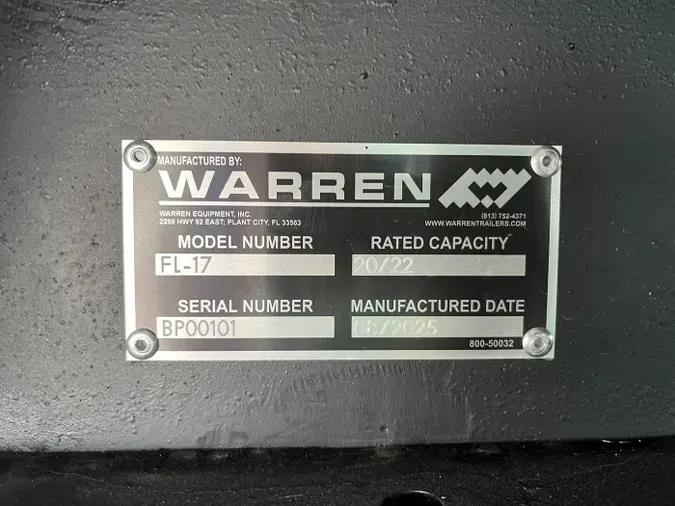 MANUFACTURED BY:
WARREN
WARREN EQUIPMENT, INC.
2299 HWY 92 EAST; PLANT CITY, FL 33563
(813) 752-4371
WWW.WARRENTRAILERS.COM
MODEL NUMBER RATED CAPACITY
FL-17 20/22
SERIAL NUMBER MANUFACTURED DATE
BP00101
800-50032